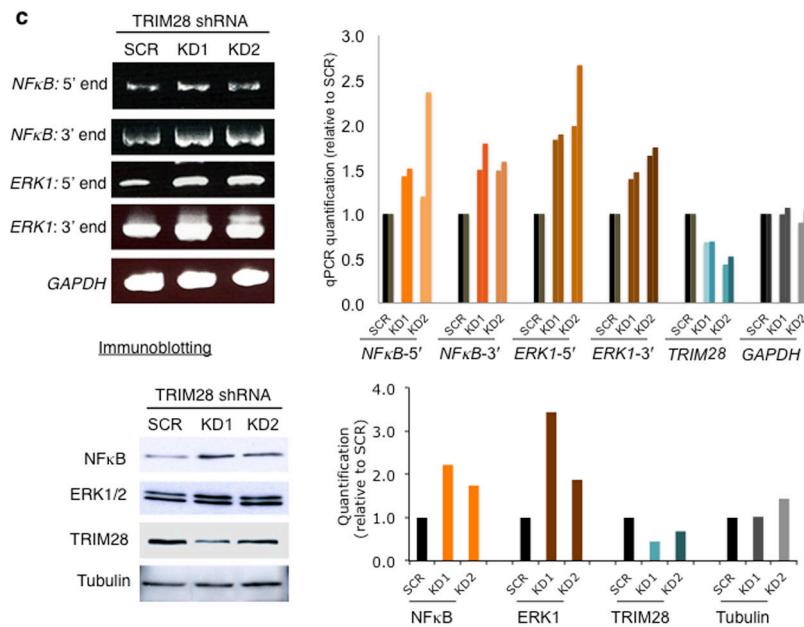 c
TRIM28 shRNA
SCR KD1 KD2
NFκB: 5' end
NFκB: 3' end
ERK1: 5' end
ERK1: 3' end
GAPDH
qPCR quantification (relative to SCR)
3.0
2.5
2.0
1.5
1.0
0.5
0.0
SCR KD1 KD2 SCR KD1 KD2 SCR KD1 KD2 SCR KD1 KD2 SCR KD1 KD2 SCR KD1 KD2
NFκB-5' NFκB-3' ERK1-5' ERK1-3' TRIM28 GAPDH
Immunoblotting
TRIM28 shRNA
SCR KD1 KD2
NFκB
ERK1/2
TRIM28
Tubulin
Quantification
(relative to SCR)
4.0
3.0
2.0
1.0
0.0
SCR KD1 KD2 SCR KD1 KD2 SCR KD1 KD2 SCR KD1 KD2
NFκB ERK1 TRIM28 Tubulin